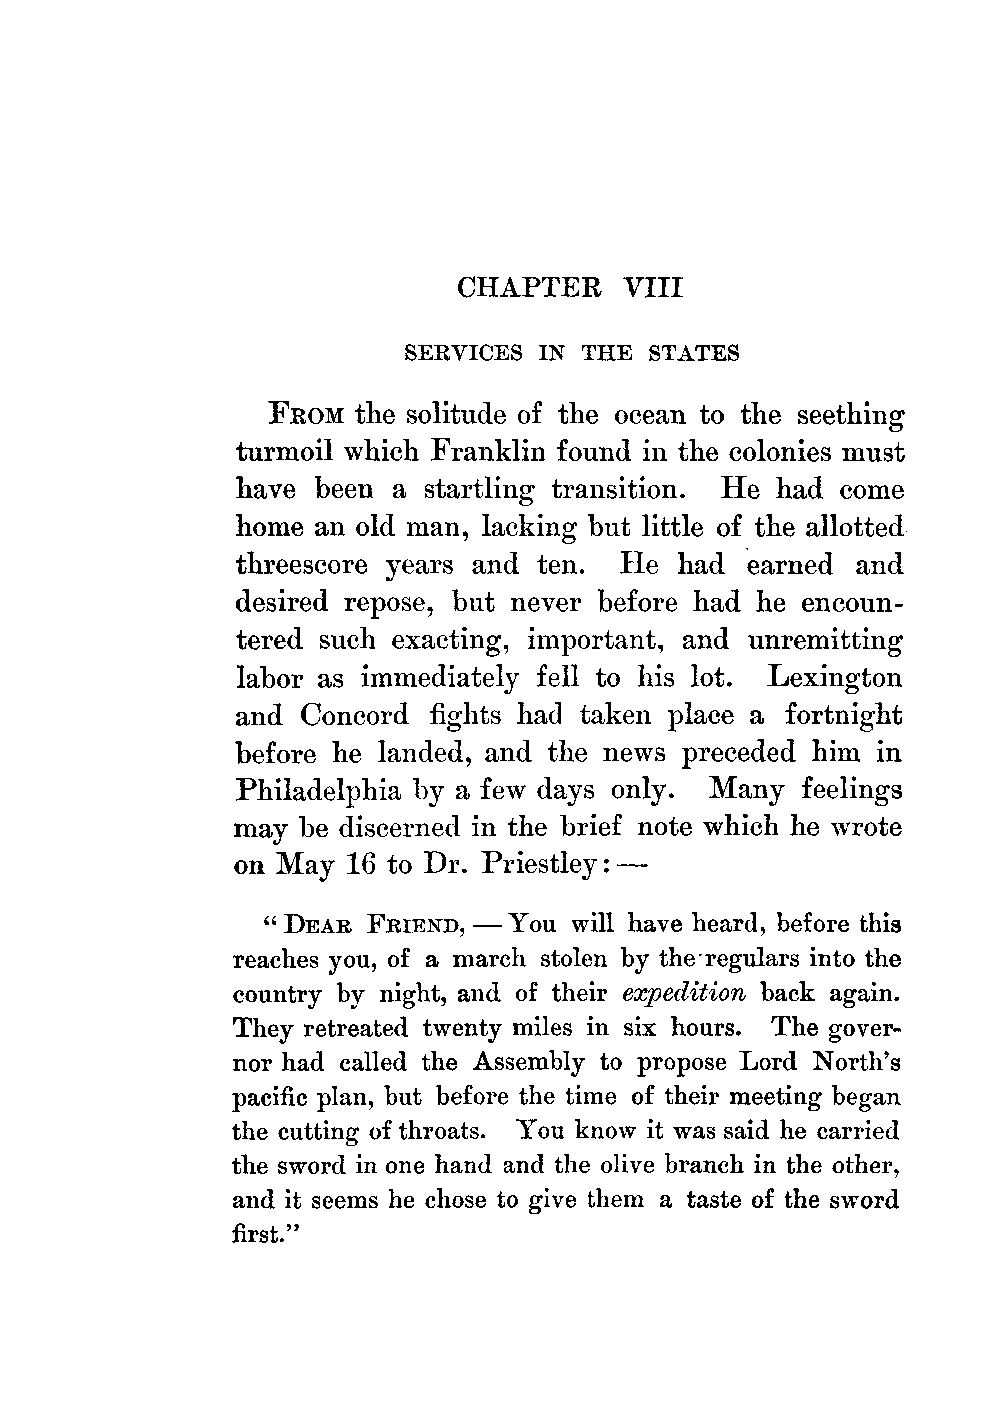 CHAPTER VIII
SERVICES IN THE STATES
FROM the solitude of the ocean to the seething
turmoil which Franklin found in the colonies must
have been a startling transition. He had come
home an old man, lacking but little of the allotted
threescore years and ten. He had earned and
desired repose, but never before had he encoun-
tered such exacting, important, and unremitting
labor as immediately fell to his lot. Lexington
and Concord fights had taken place a fortnight
before he landed, and the news preceded him in
Philadelphia by a few days only. Many feelings
may be discerned in the brief note which he wrote
on May 16 to Dr. Priestley: —
“DEAR FRIEND, — You will have heard, before this
reaches you, of a march stolen by the regulars into the
country by night, and of their expedition back again.
They retreated twenty miles in six hours. The gover-
nor had called the Assembly to propose Lord North's
pacific plan, but before the time of their meeting began
the cutting of throats. You know it was said he carried
the sword in one hand and the olive branch in the other,
and it seems he chose to give them a taste of the sword
first.”